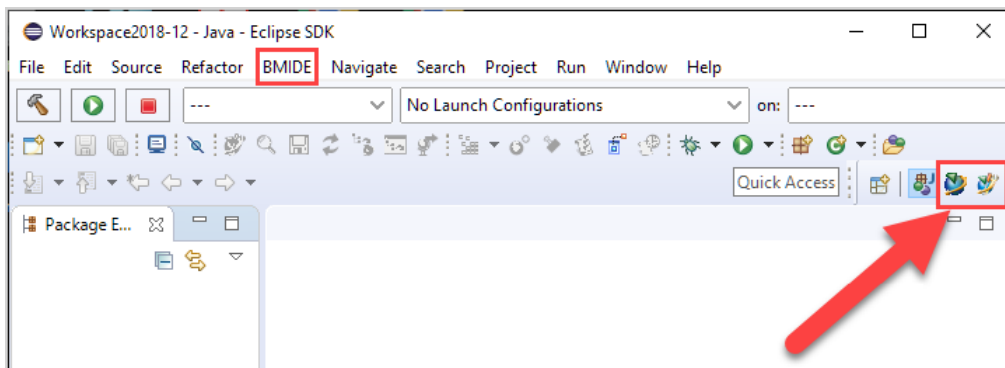 Workspace2018-12 - Java - Eclipse SDK
File Edit Source Refactor BMIDE Navigate Search Project Run Window Help
--- No Launch Configurations on: ---
Quick Access
Package E...